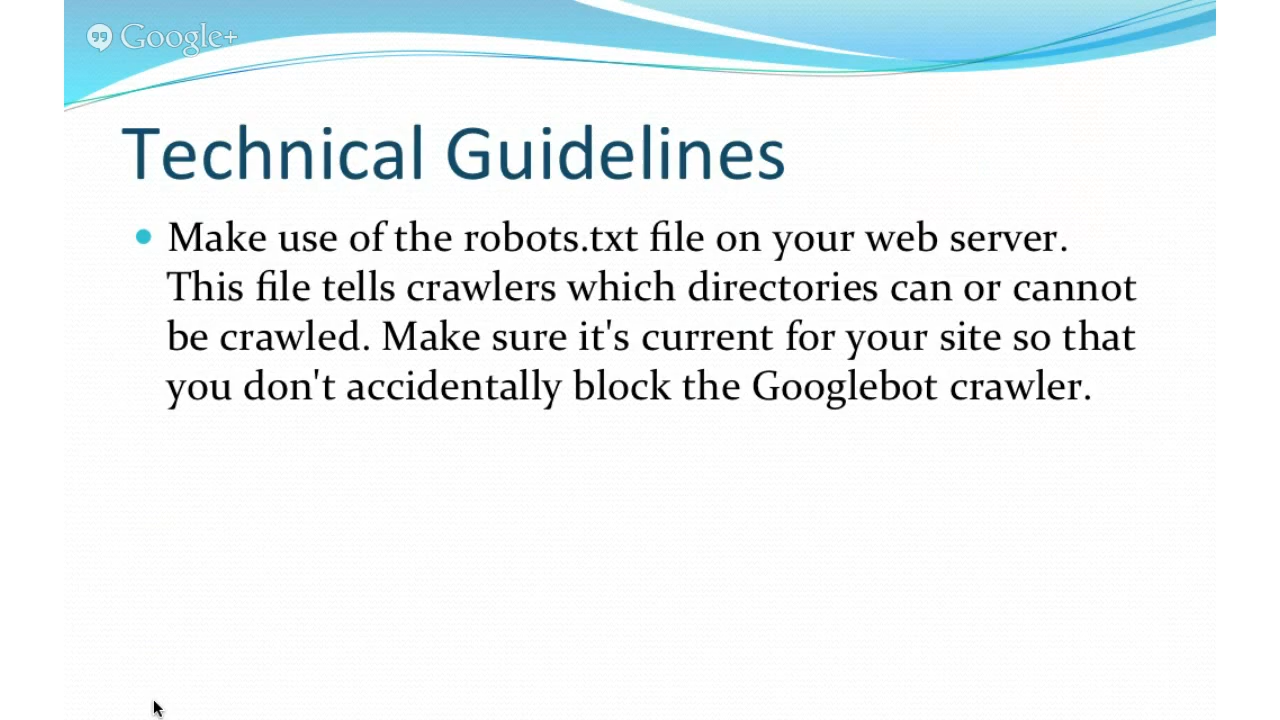 Google+
Technical Guidelines
Make use of the robots.txt file on your web server.
This file tells crawlers which directories can or cannot
be crawled. Make sure it's current for your site so that
you don't accidentally block the Googlebot crawler.